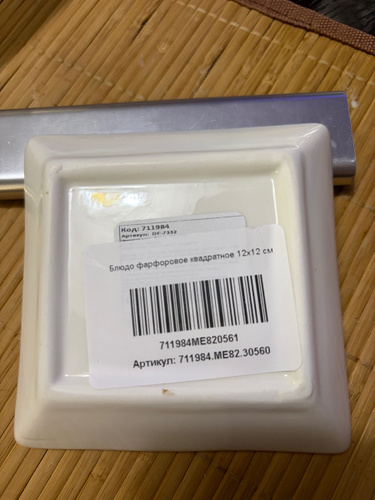 Код: 711984
Артикул: DF-7332
Блюдо фарфоровое квадратное 12х12 см
711984ME820561
Артикул: 711984.ME82.30560